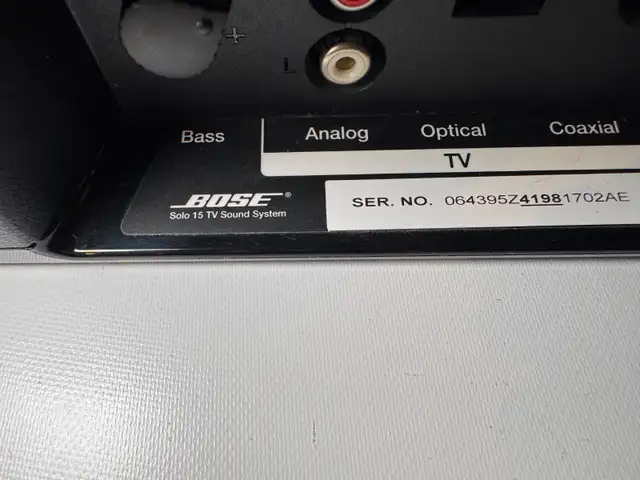 +
L
Bass
Analog Optical Coaxial
TV
BOSE®
Solo 15 TV Sound System
SER. NO. 064395Z41981702AE